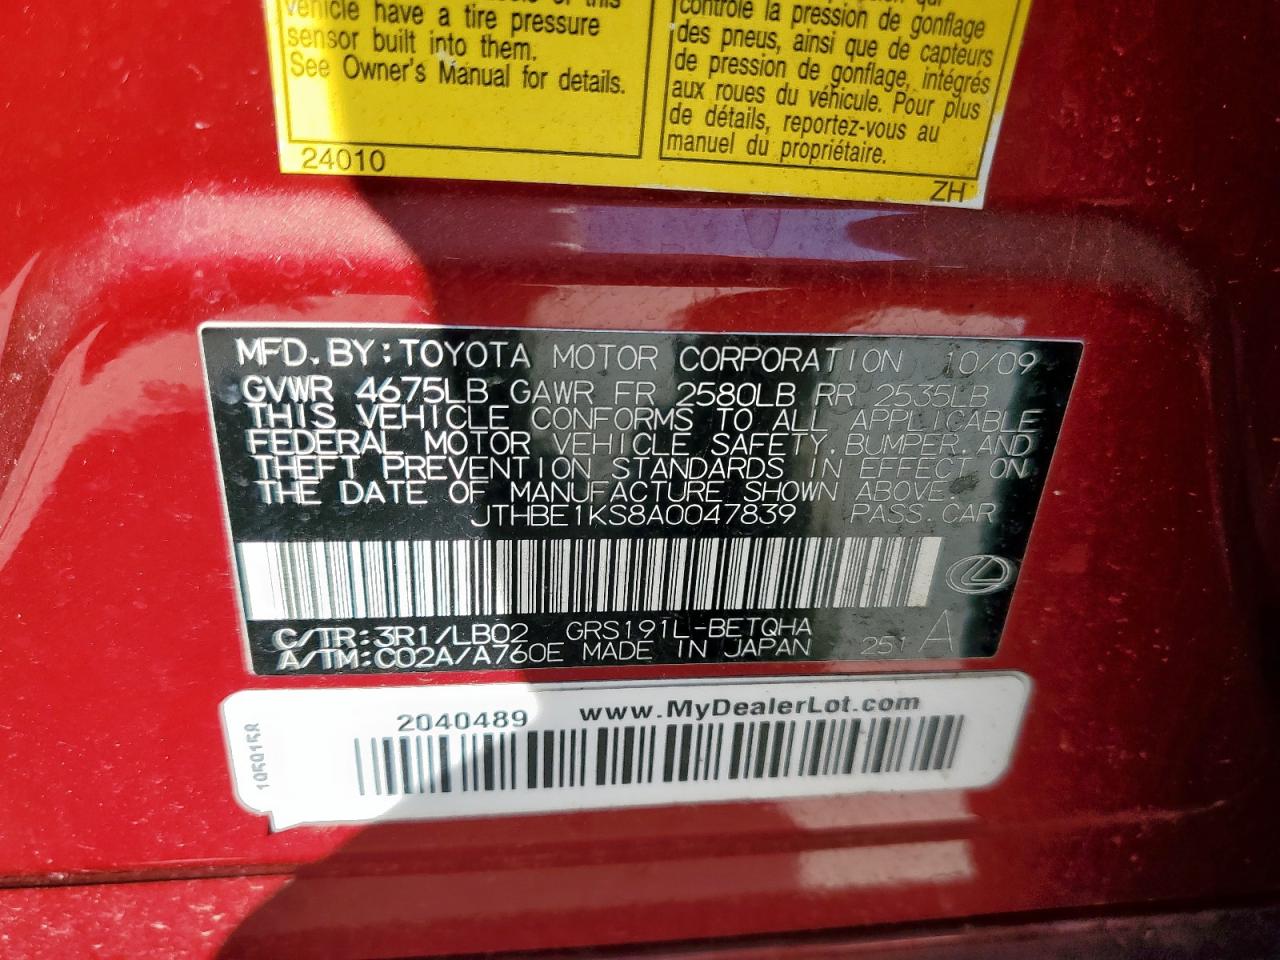 vehicle have a tire pressure
sensor built into them.
See Owner's Manual for details.
24010
contrôle la pression de gonflage
des pneus, ainsi que de capteurs
de pression de gonflage, intégrés
aux roues du véhicule. Pour plus
de détails, reportez-vous au
manuel du propriétaire.
ZH
MFD. BY: TOYOTA MOTOR CORPORATION 10/09
GVWR 4675LB GAWR FR 2580LB RR 2535LB
THIS VEHICLE CONFORMS TO ALL APPLICABLE
FEDERAL MOTOR VEHICLE SAFETY, BUMPER, AND
THEFT PREVENTION STANDARDS IN EFFECT ON
THE DATE OF MANUFACTURE SHOWN ABOVE.
JTHBE1KS8A0047839 PASS. CAR
C/TR: 3R1/LB02 GRS191L-BETQHA
A/TM: C02A/A760E MADE IN JAPAN 251 A
2040489 www.MyDealerLot.com